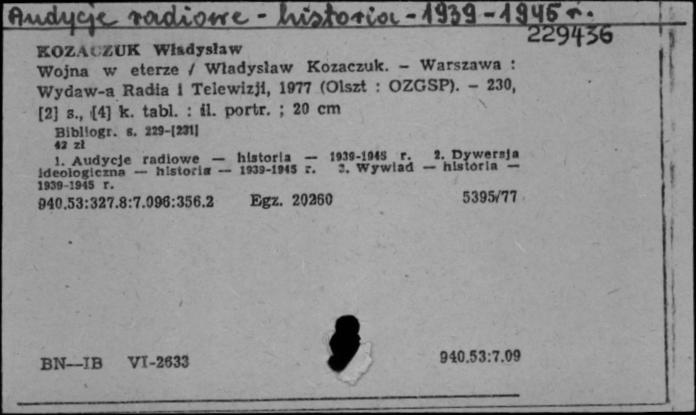 Audycje radiowe - historia - 1939-1945 r.
229436
KOZACZUK Władysław
Wojna w eterze / Władysław Kozaczuk. — Warszawa :
Wydaw-a Radia i Telewizji, 1977 (Olszt : OZGSP). — 230,
[2] s., [4] k. tabl. : il. portr. ; 20 cm
Bibliogr. s. 229-[231]
42 zł
1. Audycje radiowe — historia — 1939-1945 r. 2. Dywersja
ideologiczna — historia — 1939-1945 r. 3. Wywiad — historia —
1939-1945 r.
940.53:327.8:7.096:356.2 Egz. 20260 5395/77
BN—IB VI-2633 940.53:7.09